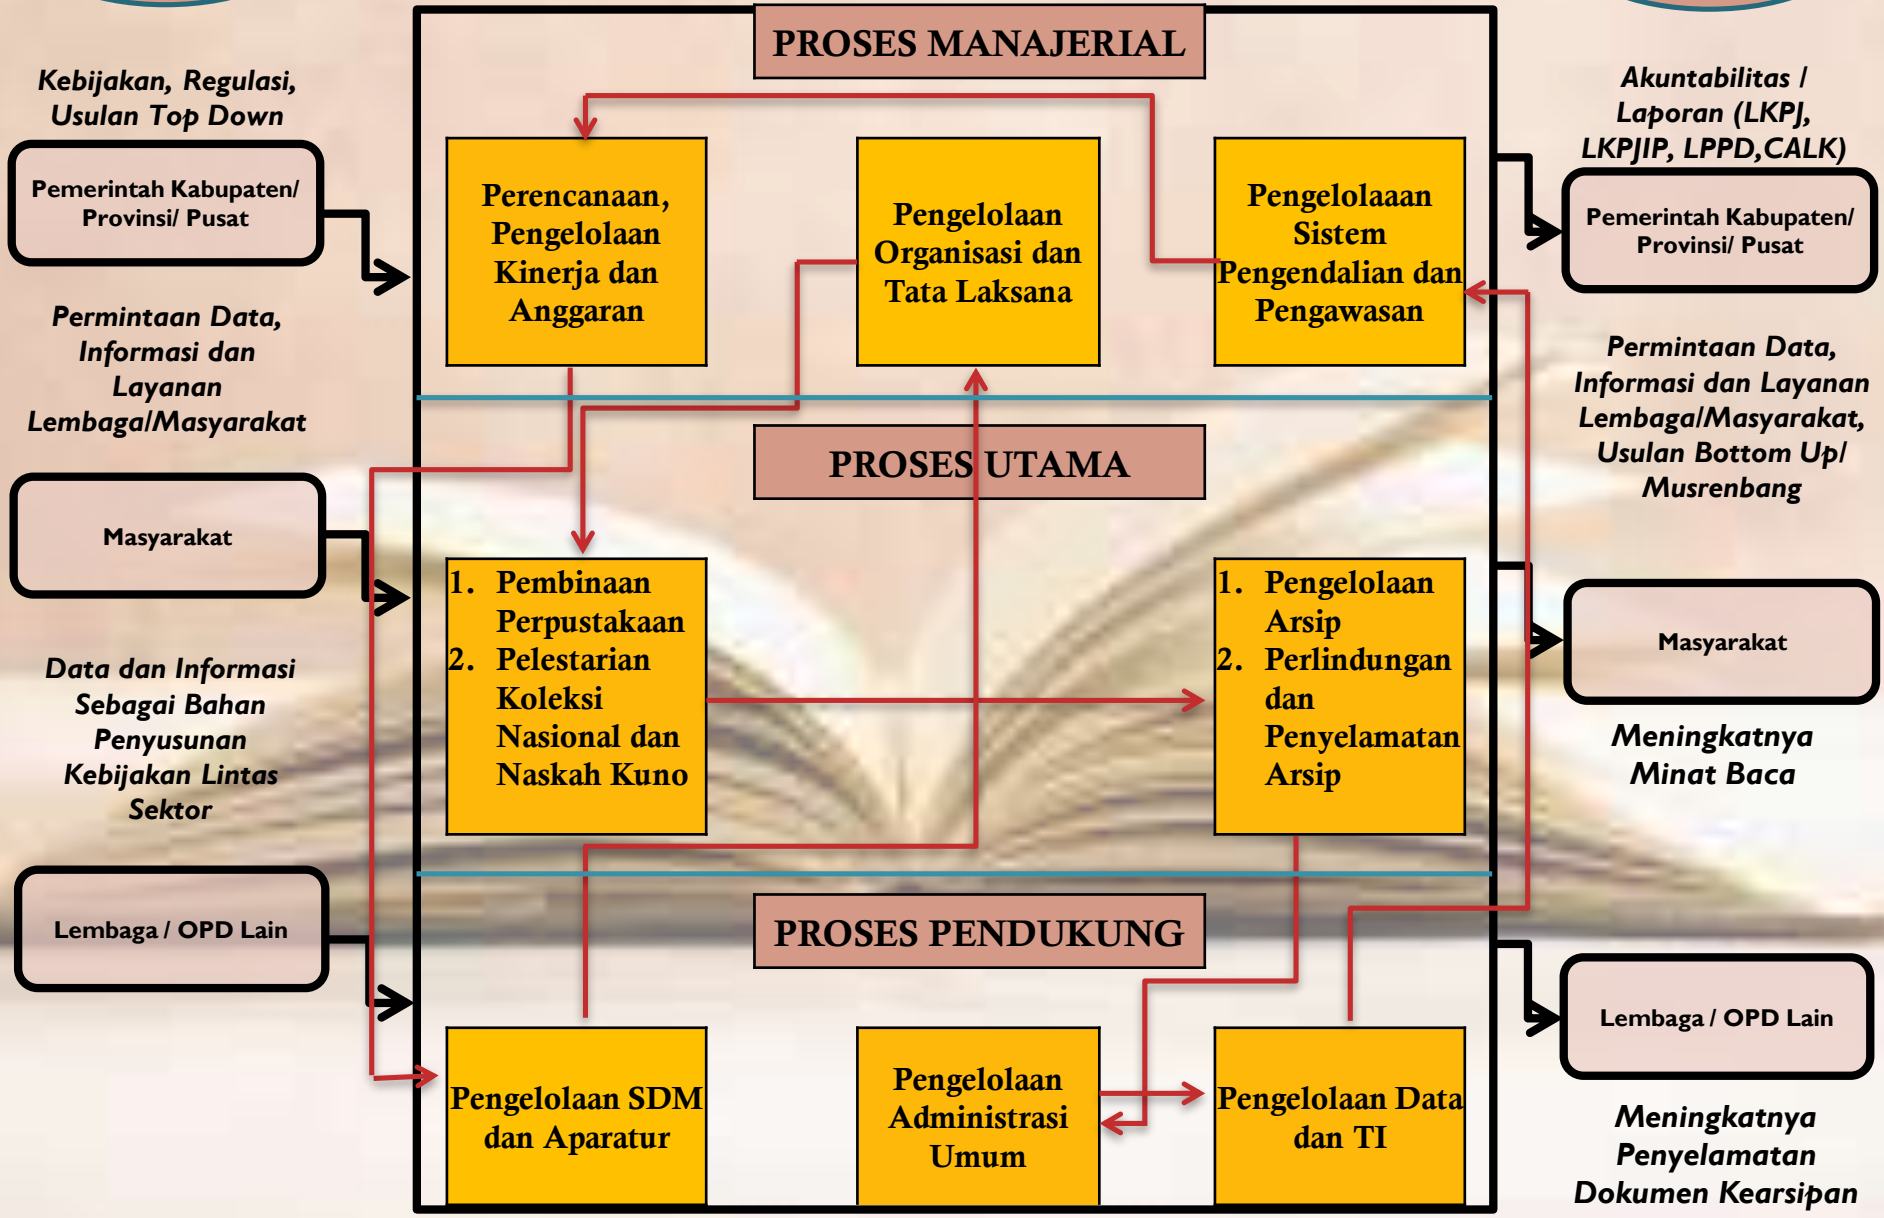 PROSES MANAJERIAL
Kebijakan, Regulasi,
Usulan Top Down
Pemerintah Kabupaten/
Provinsi/ Pusat
Permintaan Data,
Informasi dan
Layanan
Lembaga/Masyarakat
Masyarakat
Data dan Informasi
Sebagai Bahan
Penyusunan
Kebijakan Lintas
Sektor
Lembaga / OPD Lain
Perencanaan,
Pengelolaan
Kinerja dan
Anggaran
Pengelolaan
Organisasi dan
Tata Laksana
Pengelolaaan
Sistem
Pengendalian dan
Pengawasan
PROSES UTAMA
1. Pembinaan
Perpustakaan
2. Pelestarian
Koleksi
Nasional dan
Naskah Kuno
1. Pengelolaan
Arsip
2. Perlindungan
dan
Penyelamatan
Arsip
PROSES PENDUKUNG
Pengelolaan SDM
dan Aparatur
Pengelolaan
Administrasi
Umum
Pengelolaan Data
dan TI
Akuntabilitas /
Laporan (LKPJ,
LKPJIP, LPPD,CALK)
Pemerintah Kabupaten/
Provinsi/ Pusat
Permintaan Data,
Informasi dan Layanan
Lembaga/Masyarakat,
Usulan Bottom Up/
Musrenbang
Masyarakat
Meningkatnya
Minat Baca
Lembaga / OPD Lain
Meningkatnya
Penyelamatan
Dokumen Kearsipan